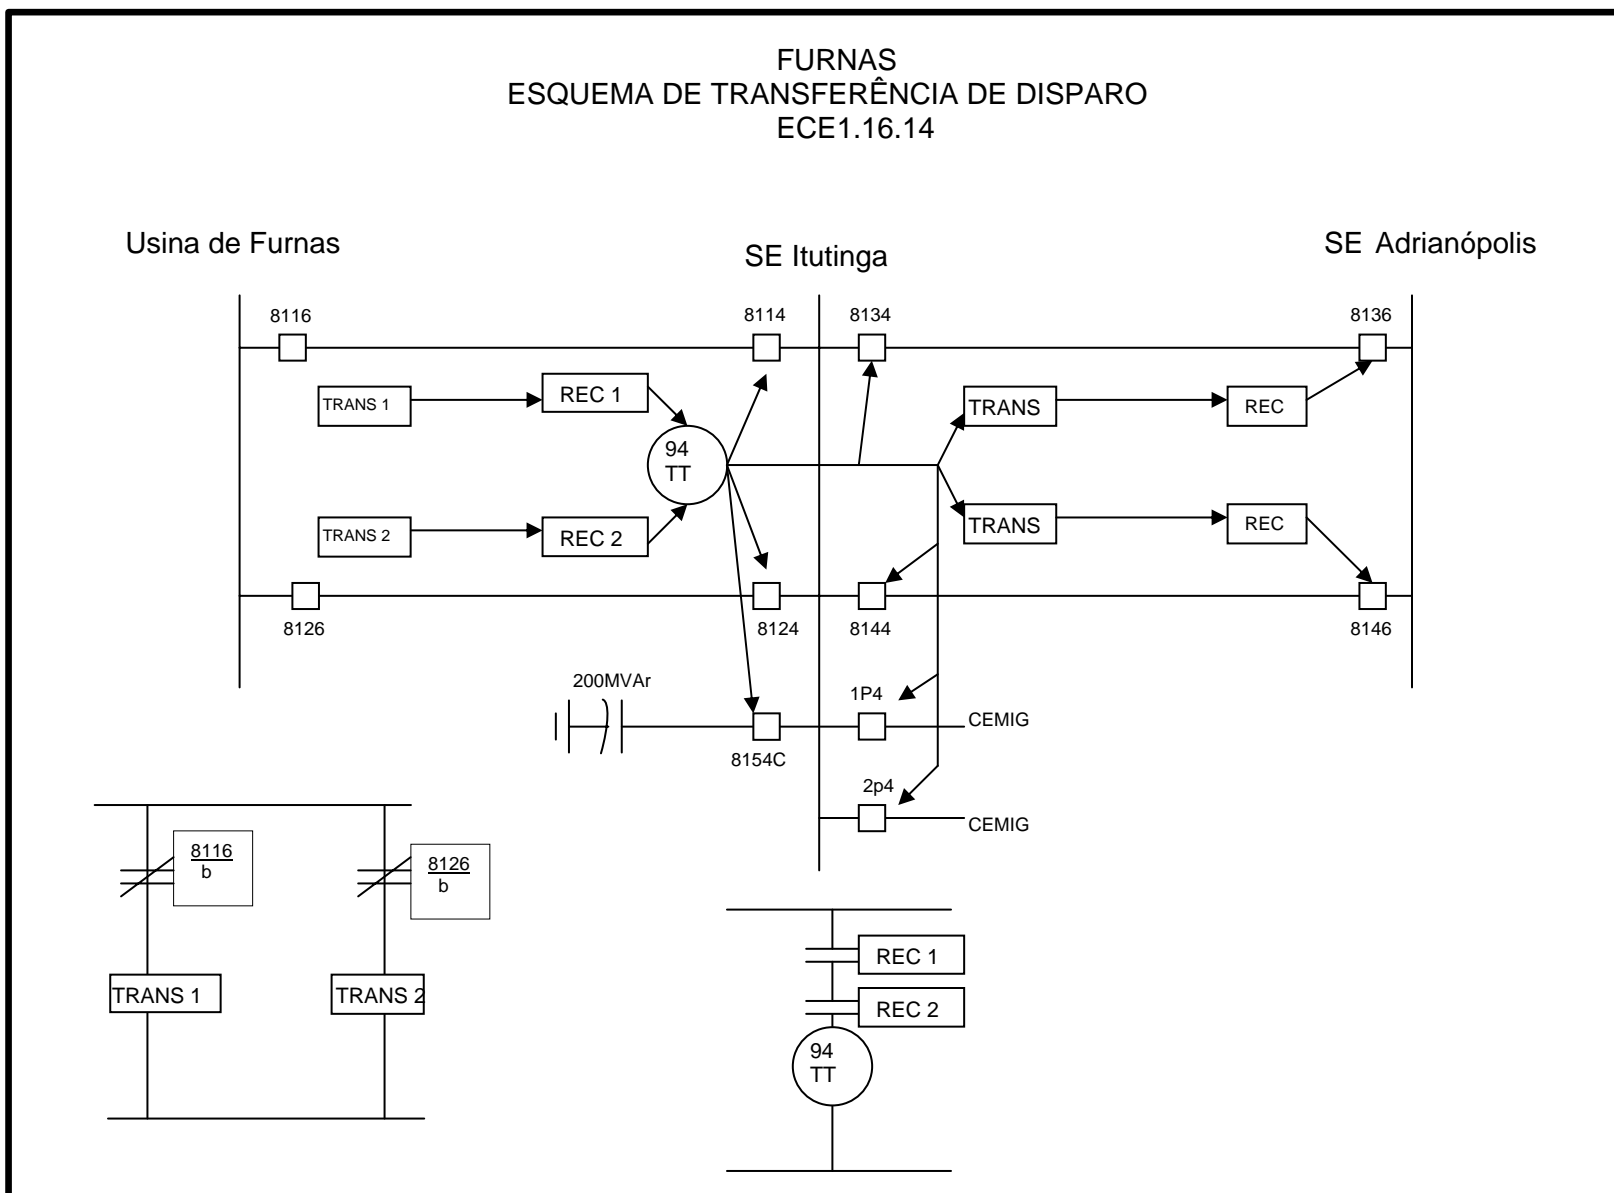 FURNAS
ESQUEMA DE TRANSFERÊNCIA DE DISPARO
ECE1.16.14
Usina de Furnas
SE Itutinga
SE Adrianópolis
8116
8114
8134
8136
TRANS 1
REC 1
TRANS
REC
94
TT
TRANS 2
REC 2
TRANS
REC
8126
8124
8144
8146
200MVAr
1P4
CEMIG
8154C
2p4
CEMIG
8116
b
8126
b
TRANS 1
TRANS 2
REC 1
REC 2
94
TT